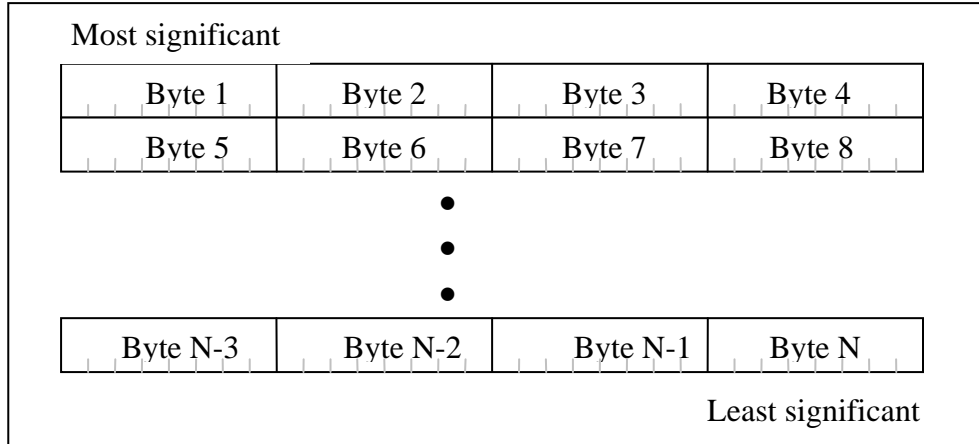 Most significant
Byte 1 Byte 2 Byte 3 Byte 4
Byte 5 Byte 6 Byte 7 Byte 8
Byte N-3 Byte N-2 Byte N-1 Byte N
Least significant